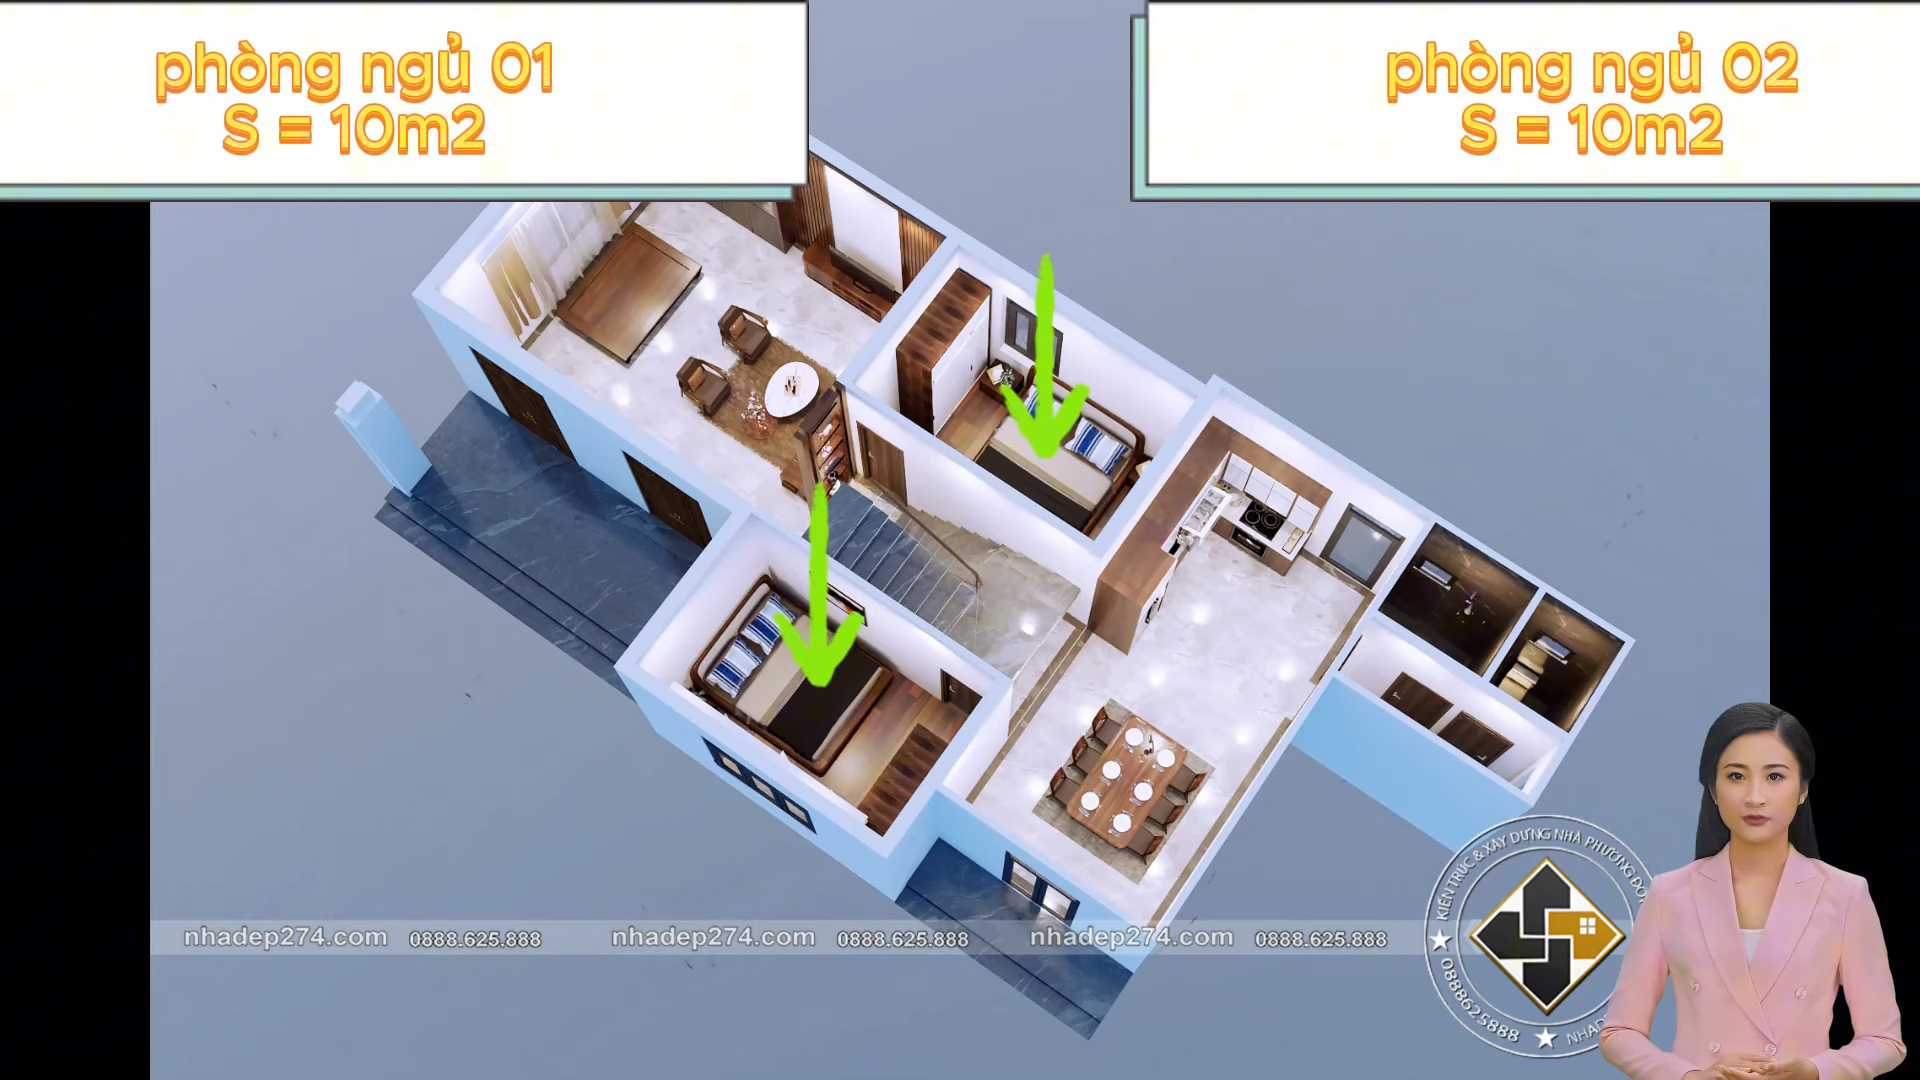 phòng ngủ 01
S = 10m2
phòng ngủ 02
S = 10m2
nhadep274.com 0888.625.888 nhadep274.com 0888.625.888 nhadep274.com 0888.625.888
KIẾN TRÚC & XÂY DỰNG NHÀ PHƯƠNG
0888625888